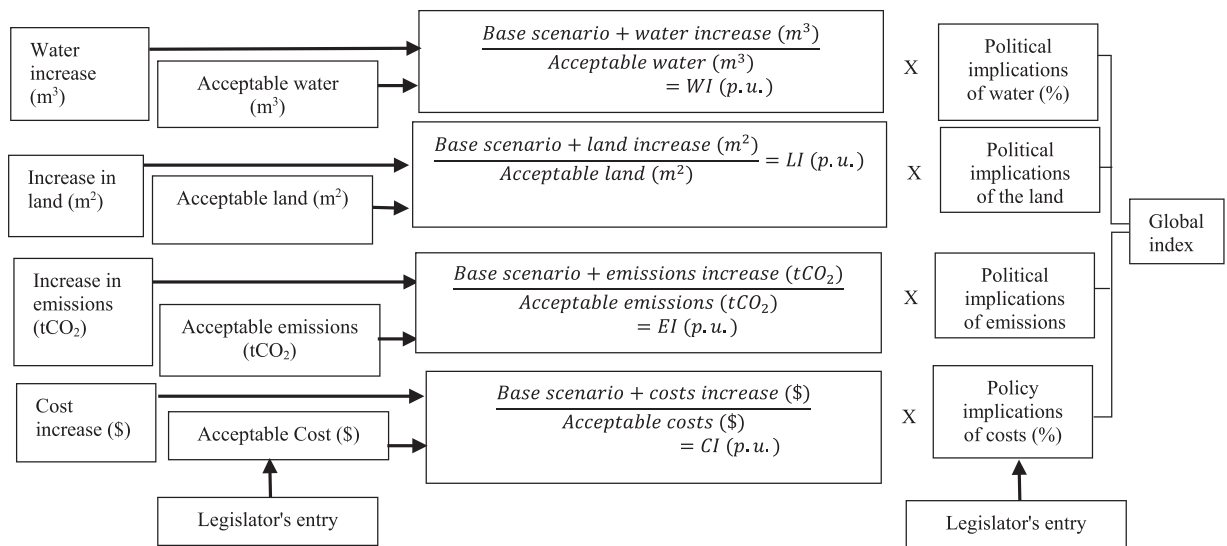 Water
increase
(m³)
Acceptable water
(m³)
Base scenario + water increase (m³)
Acceptable water (m³)
= WI (p.u.)
X
Political
implications
of water (%)
Increase in
land (m²)
Acceptable land (m²)
Base scenario + land increase (m²)
Acceptable land (m²)
= LI (p.u.)
X
Political
implications
of the land
Global
index
Increase in
emissions
(tCO₂)
Acceptable emissions
(tCO₂)
Base scenario + emissions increase (tCO₂)
Acceptable emissions (tCO₂)
= EI (p.u.)
X
Political
implications
of emissions
Cost
increase ($)
Acceptable Cost ($)
Base scenario + costs increase ($)
Acceptable costs ($)
= CI (p.u.)
X
Policy
implications
of costs (%)
Legislator's entry
Legislator's entry